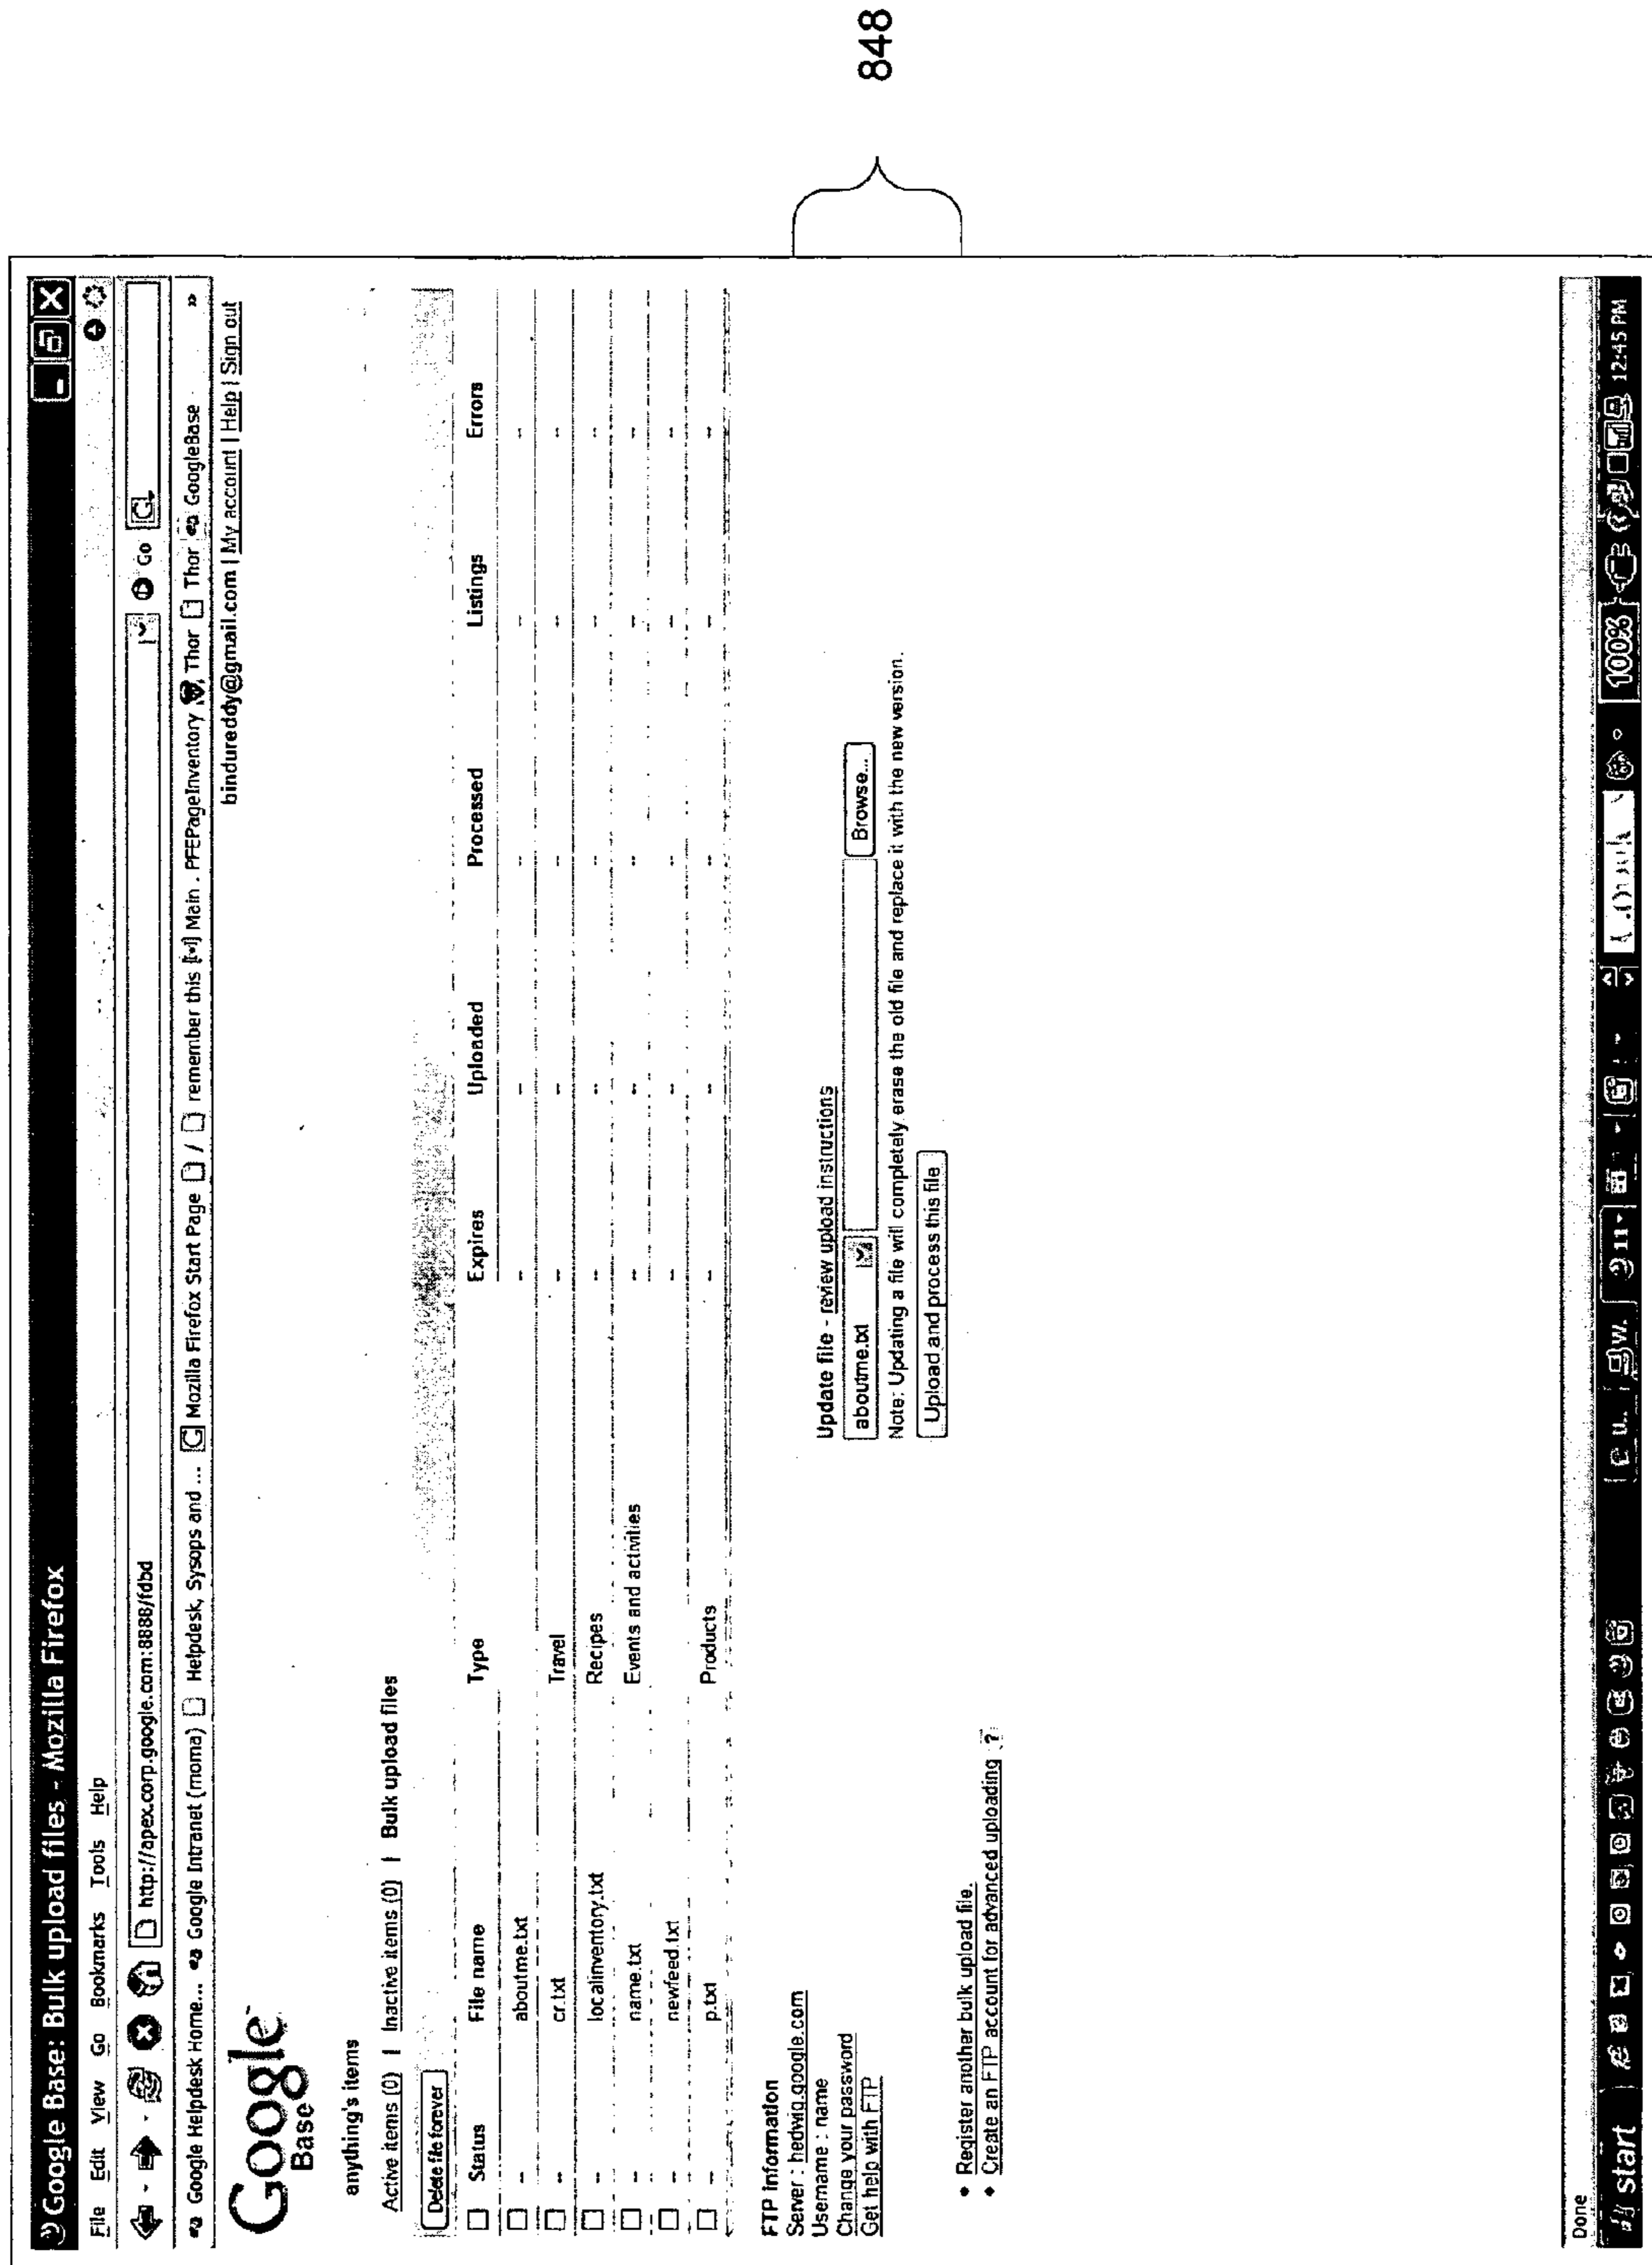 Google Base: Bulk upload files - Mozilla Firefox
File Edit View Go Bookmarks Tools Help
http://apex.corp.google.com:8888/fdbd Go
Google Helpdesk Home... Google Intranet (moma) Helpdesk, Sysops and ... Mozilla Firefox Start Page / remember this Main . PFEPageInventory Thor Thor GoogleBase »
bindureddy@gmail.com | My account | Help | Sign out
Google
Base
anything's items
Active items (0) | Inactive items (0) | Bulk upload files
Delete file forever
Status File name Type Expires Uploaded Processed Listings Errors
-- aboutme.txt -- -- -- -- --
-- cr.txt Travel -- -- -- -- --
-- localinventory.txt Recipes -- -- -- -- --
-- name.txt Events and activities -- -- -- -- --
-- newfeed.txt -- -- -- -- --
-- p.txt Products -- -- -- -- --
FTP information
Server : hedwig.google.com
Username : name
Change your password
Get help with FTP
Update file - review upload instructions
aboutme.txt Browse...
Note: Updating a file will completely erase the old file and replace it with the new version.
Upload and process this file
848
• Register another bulk upload file.
• Create an FTP account for advanced uploading ?
Done
start 11 100% 12:45 PM